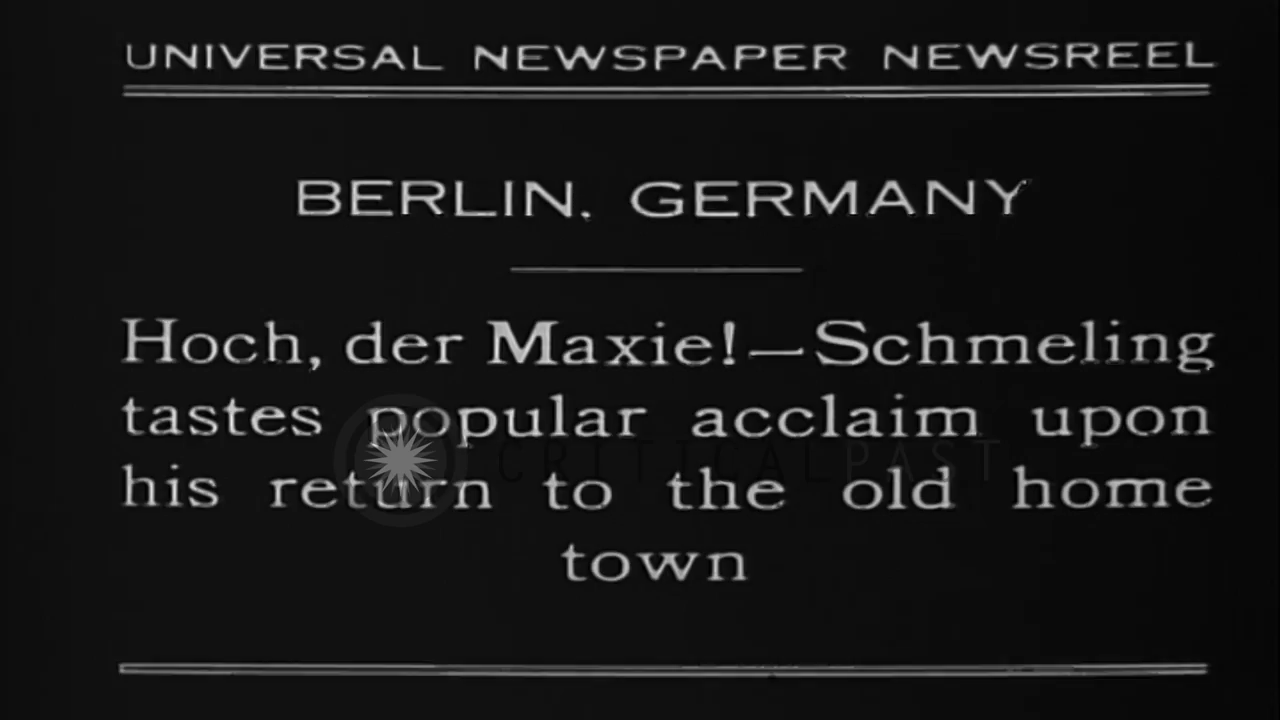 UNIVERSAL NEWSPAPER NEWSREEL
BERLIN, GERMANY
Hoch, der Maxie!—Schmeling
tastes popular acclaim upon
his return to the old home
town
CRITICALPAST